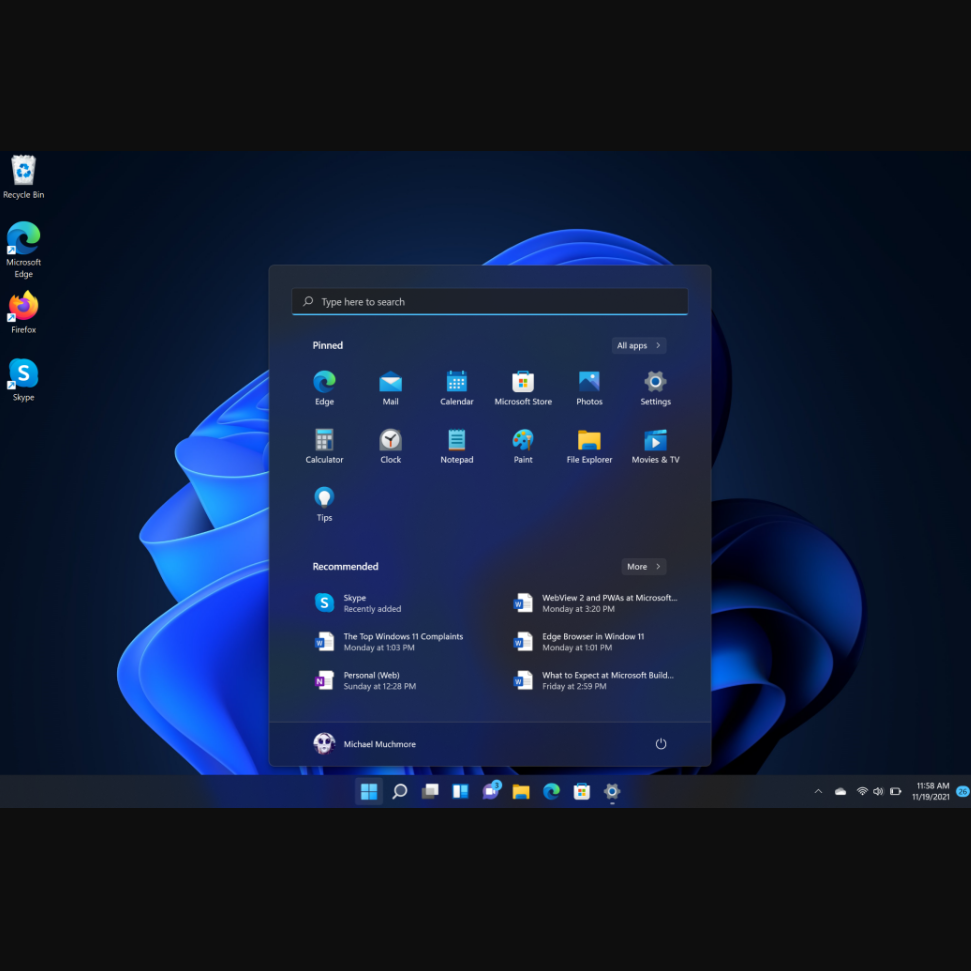 Recycle Bin
Microsoft
Edge
Firefox
S
Skype
Type here to search
Pinned
All apps
Edge
Mail
Calendar
Microsoft Store
Photos
Settings
Calculator
Clock
Notepad
Paint
File Explorer
Movies & TV
Tips
Recommended
More
S
Skype
Recently added
W
WebView 2 and PWAs at Microsoft...
Monday at 3:20 PM
W
The Top Windows 11 Complaints
Monday at 1:03 PM
W
Edge Browser in Window 11
Monday at 1:01 PM
N
Personal (Web)
Sunday at 12:28 PM
W
What to Expect at Microsoft Build...
Friday at 2:59 PM
Michael Muchmore
11:58 AM
11/19/2021
26